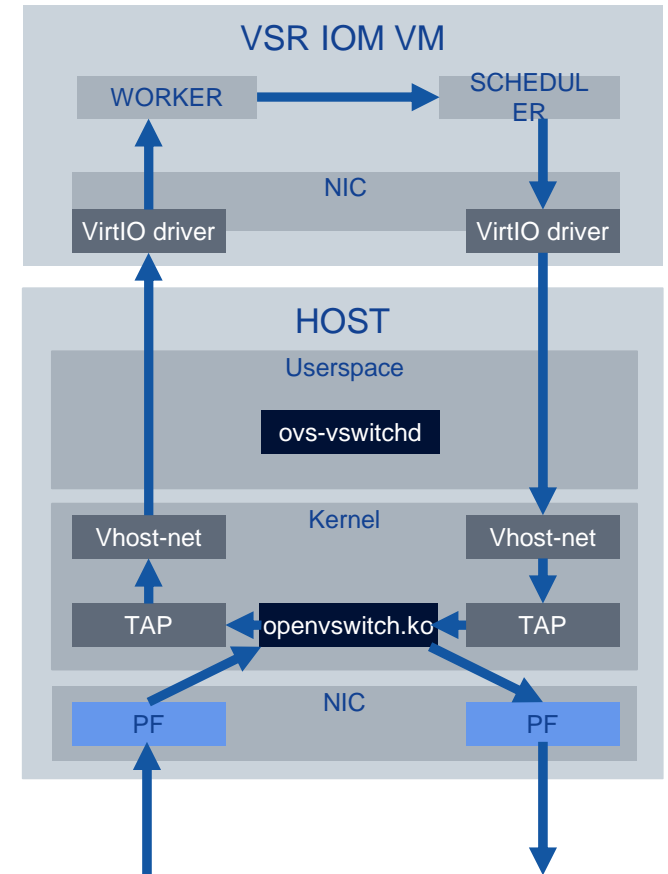 VSR IOM VM
WORKER
SCHEDUL
ER
NIC
VirtIO driver
VirtIO driver
HOST
Userspace
ovs-vswitchd
Kernel
Vhost-net
Vhost-net
TAP
openvswitch.ko
TAP
NIC
PF
PF